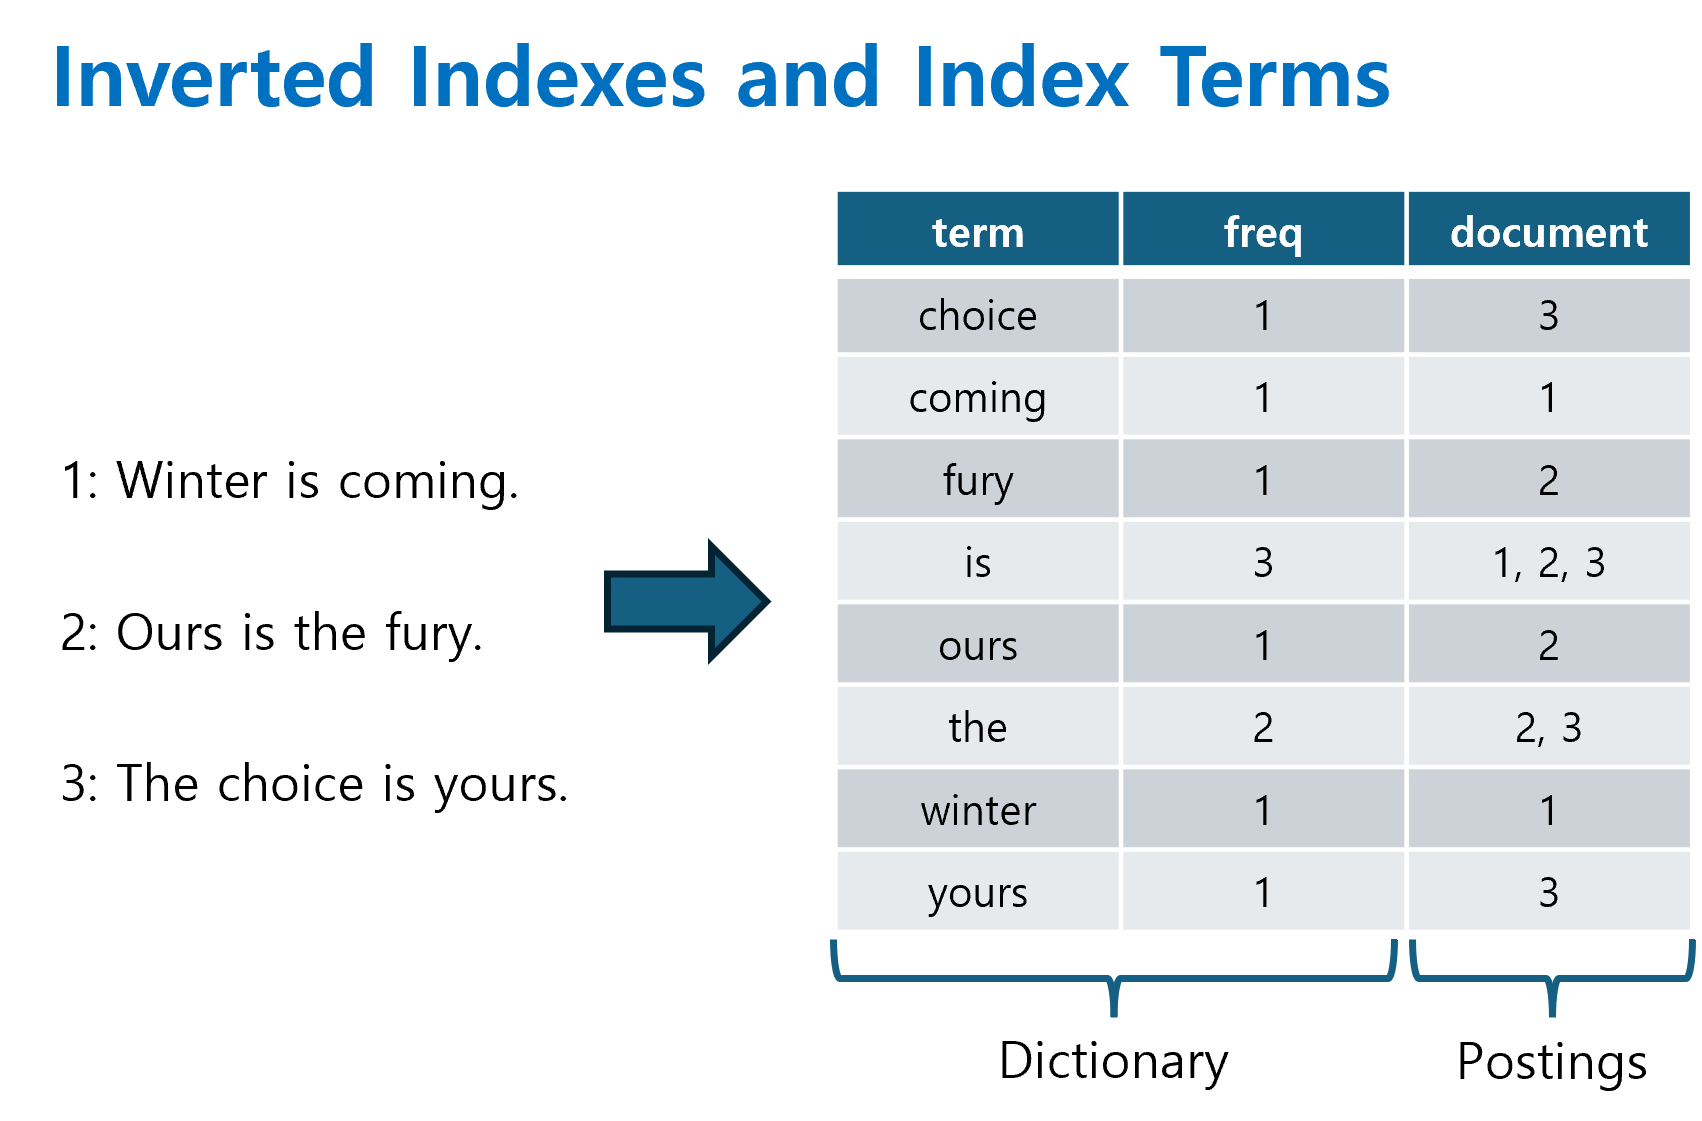 Inverted Indexes and Index Terms
1: Winter is coming.
2: Ours is the fury.
3: The choice is yours.
term freq document
choice 1 3
coming 1 1
fury 1 2
is 3 1, 2, 3
ours 1 2
the 2 2, 3
winter 1 1
yours 1 3
Dictionary Postings